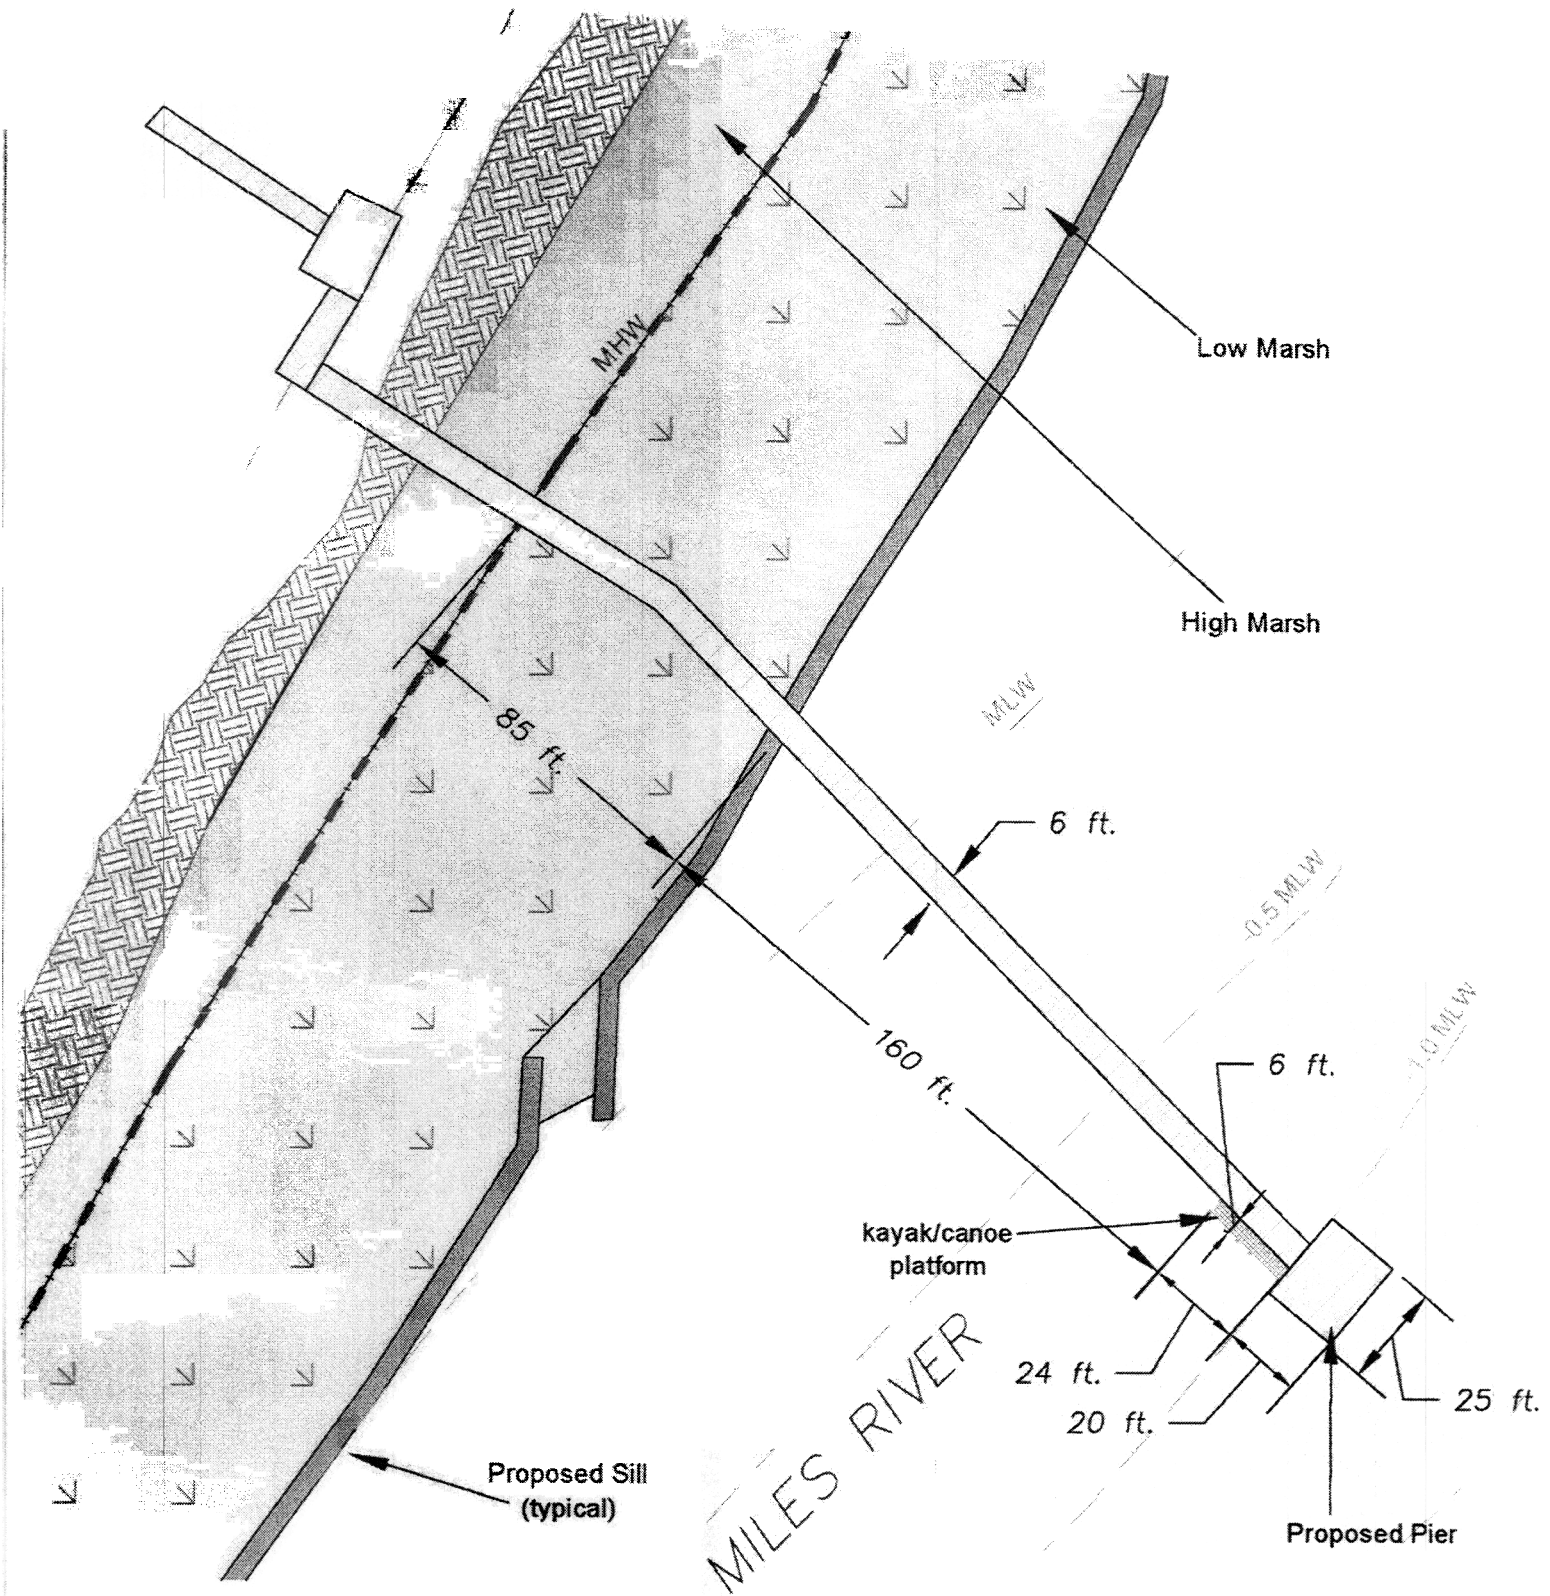 MHW
Low Marsh
High Marsh
MLW
85 ft.
6 ft.
-0.5 MLW
-1.0 MLW
160 ft.
6 ft.
kayak/canoe
platform
24 ft.
20 ft.
25 ft.
MILES RIVER
Proposed Sill
(typical)
Proposed Pier